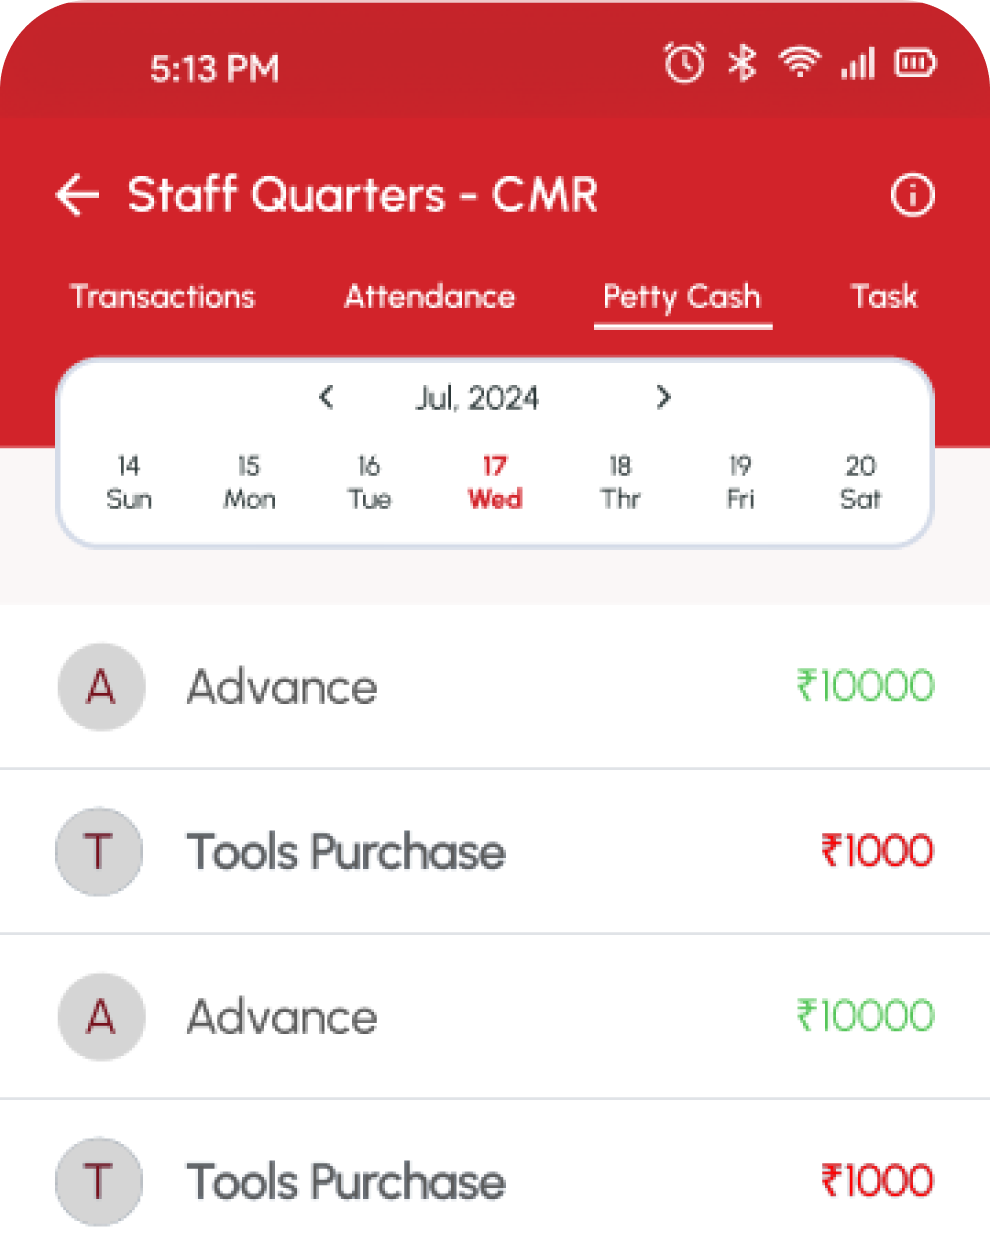 5:13 PM
Staff Quarters - CMR
Transactions Attendance Petty Cash Task
Jul, 2024
14 15 16 17 18 19 20
Sun Mon Tue Wed Thr Fri Sat
A Advance ₹10000
T Tools Purchase ₹1000
A Advance ₹10000
T Tools Purchase ₹1000